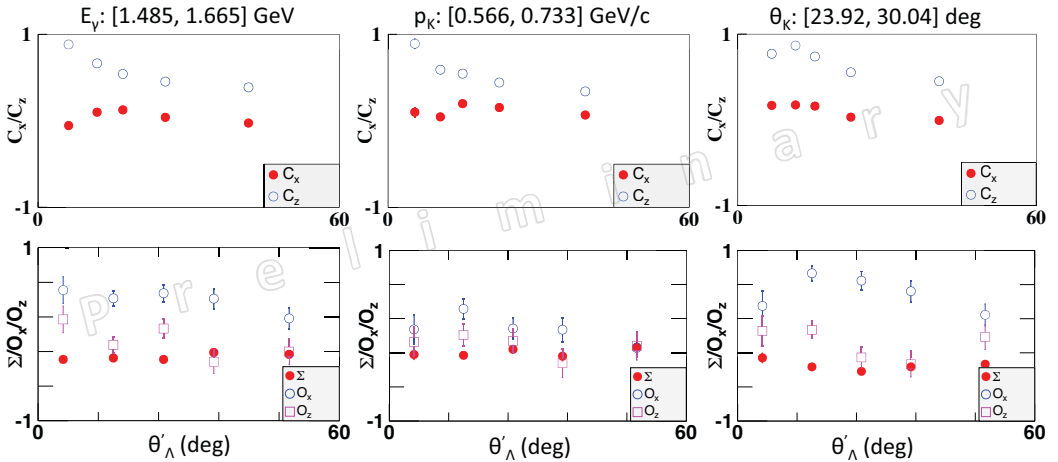 Eγ: [1.485, 1.665] GeV
pK: [0.566, 0.733] GeV/c
θK: [23.92, 30.04] deg
1
Cx/Cz
-1
0
60
Cx
Cz
1
Cx/Cz
-1
0
60
Cx
Cz
1
Cx/Cz
-1
0
60
Cx
Cz
Preliminary
1
Σ/Ox/Oz
-1
0
60
Σ
Ox
Oz
θ′Λ (deg)
1
Σ/Ox/Oz
-1
0
60
Σ
Ox
Oz
θ′Λ (deg)
1
Σ/Ox/Oz
-1
0
60
Σ
Ox
Oz
θ′Λ (deg)